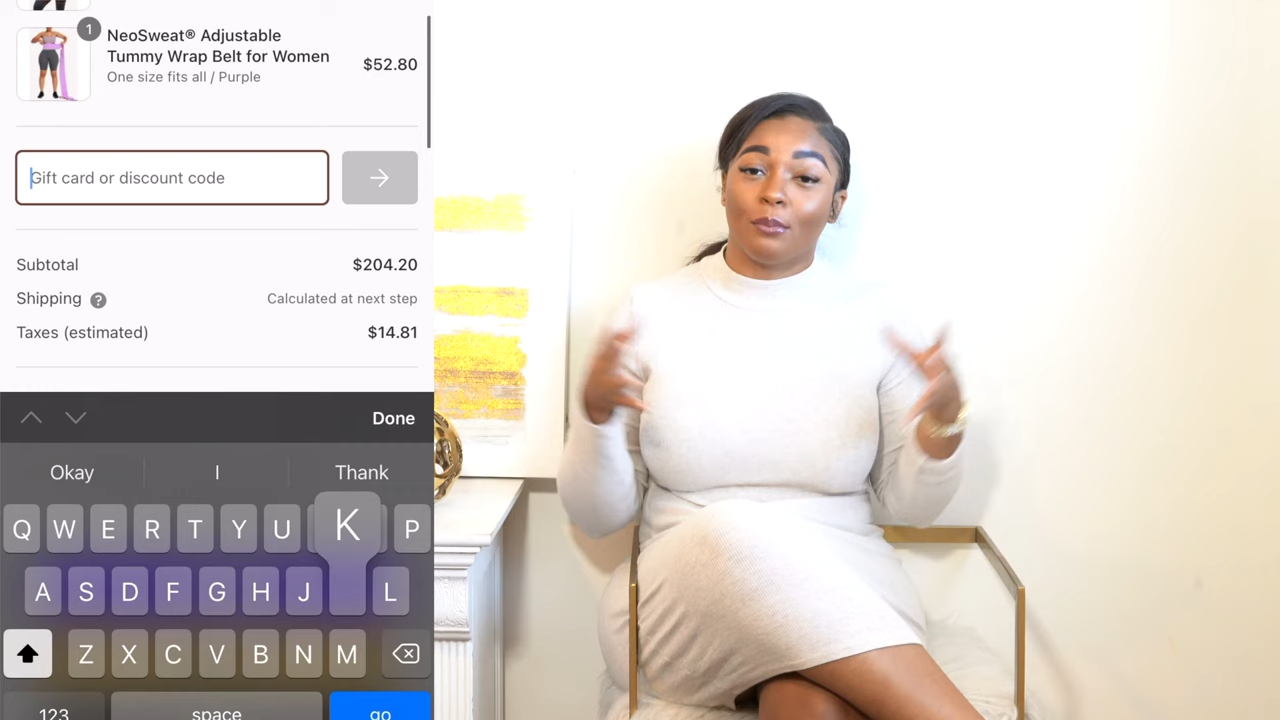 1
NeoSweat® Adjustable
Tummy Wrap Belt for Women
One size fits all / Purple
$52.80
Gift card or discount code
Subtotal
$204.20
Shipping ?
Calculated at next step
Taxes (estimated)
$14.81
Done
Okay
I
Thank
Q W E R T Y U K P
A S D F G H J L
Z X C V B N M
123
space
go